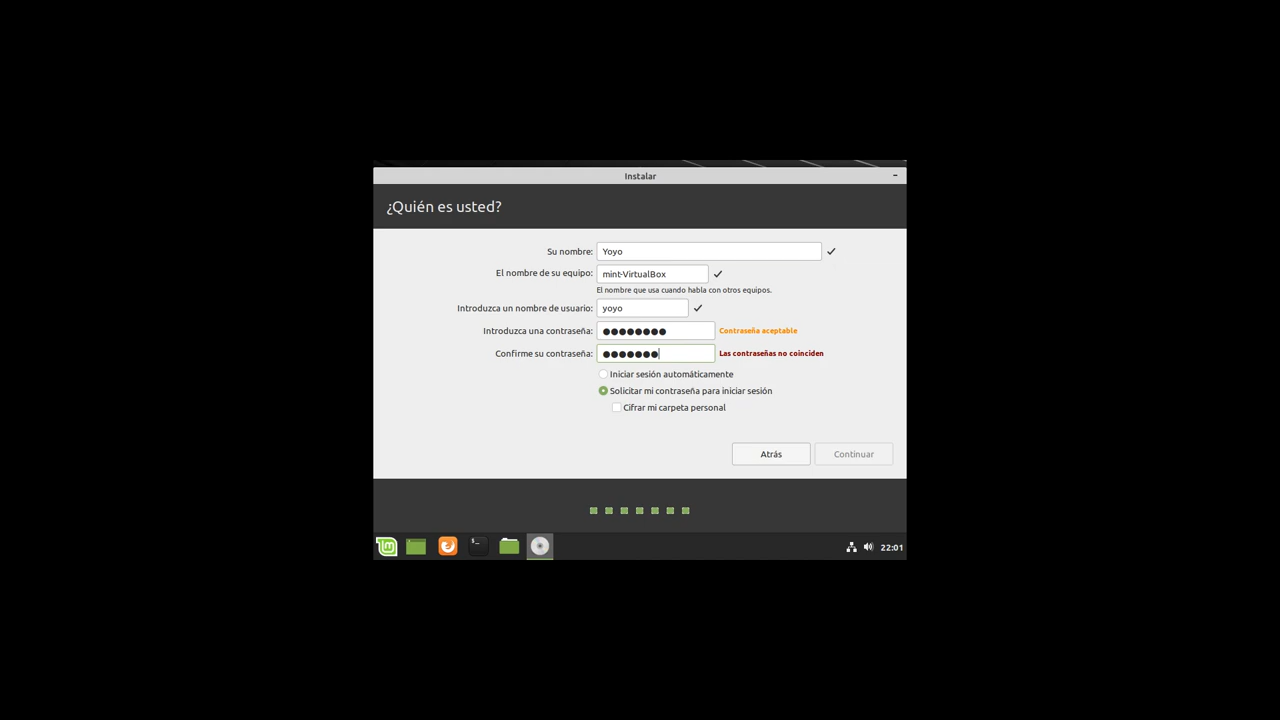 Instalar
¿Quién es usted?
Su nombre: Yoyo
El nombre de su equipo: mint-VirtualBox
El nombre que usa cuando habla con otros equipos.
Introduzca un nombre de usuario: yoyo
Introduzca una contraseña: ●●●●●●●● Contraseña aceptable
Confirme su contraseña: ●●●●●●● Las contraseñas no coinciden
Iniciar sesión automáticamente
Solicitar mi contraseña para iniciar sesión
Cifrar mi carpeta personal
Atrás Continuar
22:01